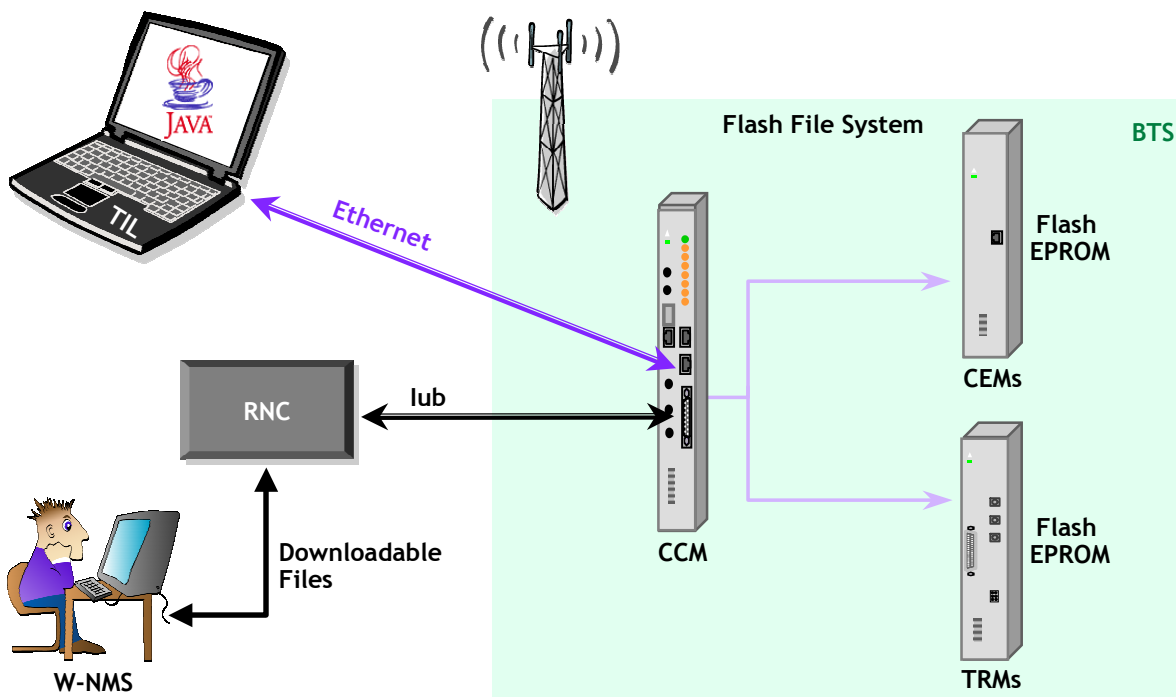 JAVA
TIL
Flash File System
BTS
Ethernet
Flash
EPROM
CEMs
RNC
Iub
CCM
Flash
EPROM
Downloadable
Files
W-NMS
TRMs